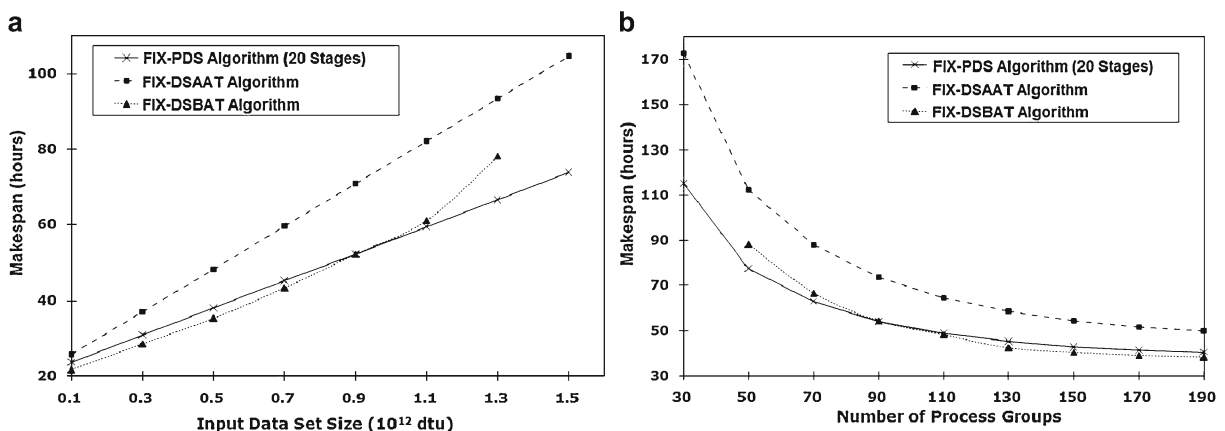 a
FIX-PDS Algorithm (20 Stages)
FIX-DSAAT Algorithm
FIX-DSBAT Algorithm
Makespan (hours)
100
80
60
40
20
0.1 0.3 0.5 0.7 0.9 1.1 1.3 1.5
Input Data Set Size (10¹² dtu)
b
FIX-PDS Algorithm (20 Stages)
FIX-DSAAT Algorithm
FIX-DSBAT Algorithm
Makespan (hours)
170
150
130
110
90
70
50
30
30 50 70 90 110 130 150 170 190
Number of Process Groups